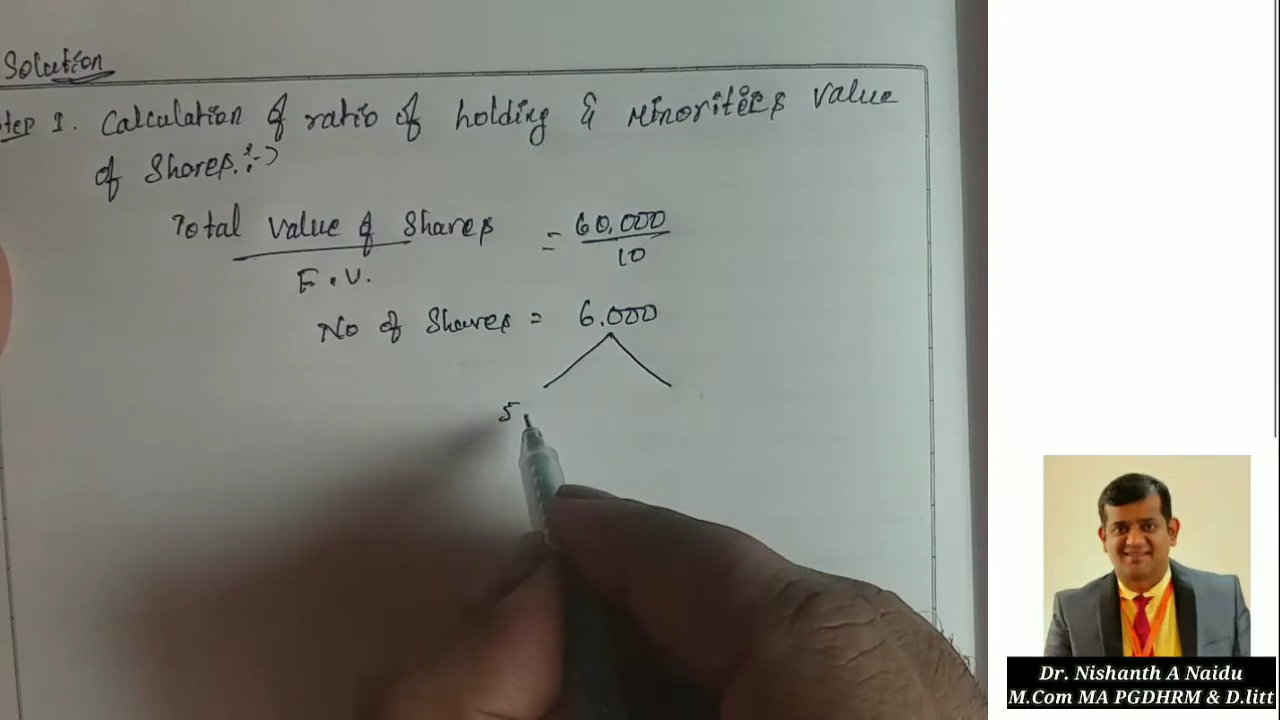 Solution
Step 1. Calculation of ratio of holding & Minorities value
of Shares:-
Total value of Shares = 60,000
F.V. 10
No of Shares = 6.000
5
Dr. Nishanth A Naidu
M.Com MA PGDHRM & D.litt